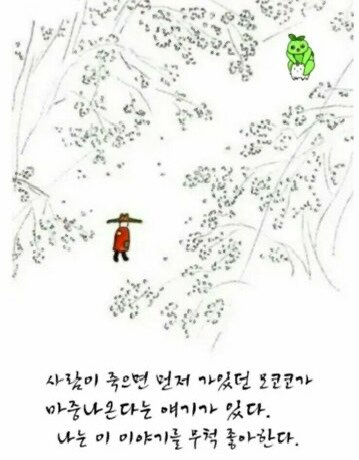 사람이 죽으면 먼저 가있던 모코코가
마중나온다는 얘기가 있다.
나는 이 이야기를 무척 좋아한다.